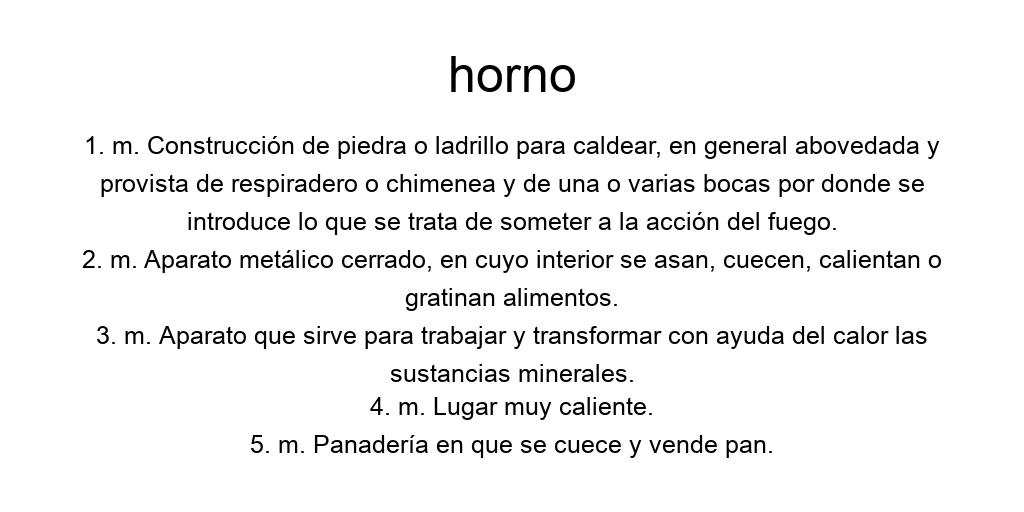 horno
1. m. Construcción de piedra o ladrillo para caldear, en general abovedada y
provista de respiradero o chimenea y de una o varias bocas por donde se
introduce lo que se trata de someter a la acción del fuego.
2. m. Aparato metálico cerrado, en cuyo interior se asan, cuecen, calientan o
gratinan alimentos.
3. m. Aparato que sirve para trabajar y transformar con ayuda del calor las
sustancias minerales.
4. m. Lugar muy caliente.
5. m. Panadería en que se cuece y vende pan.